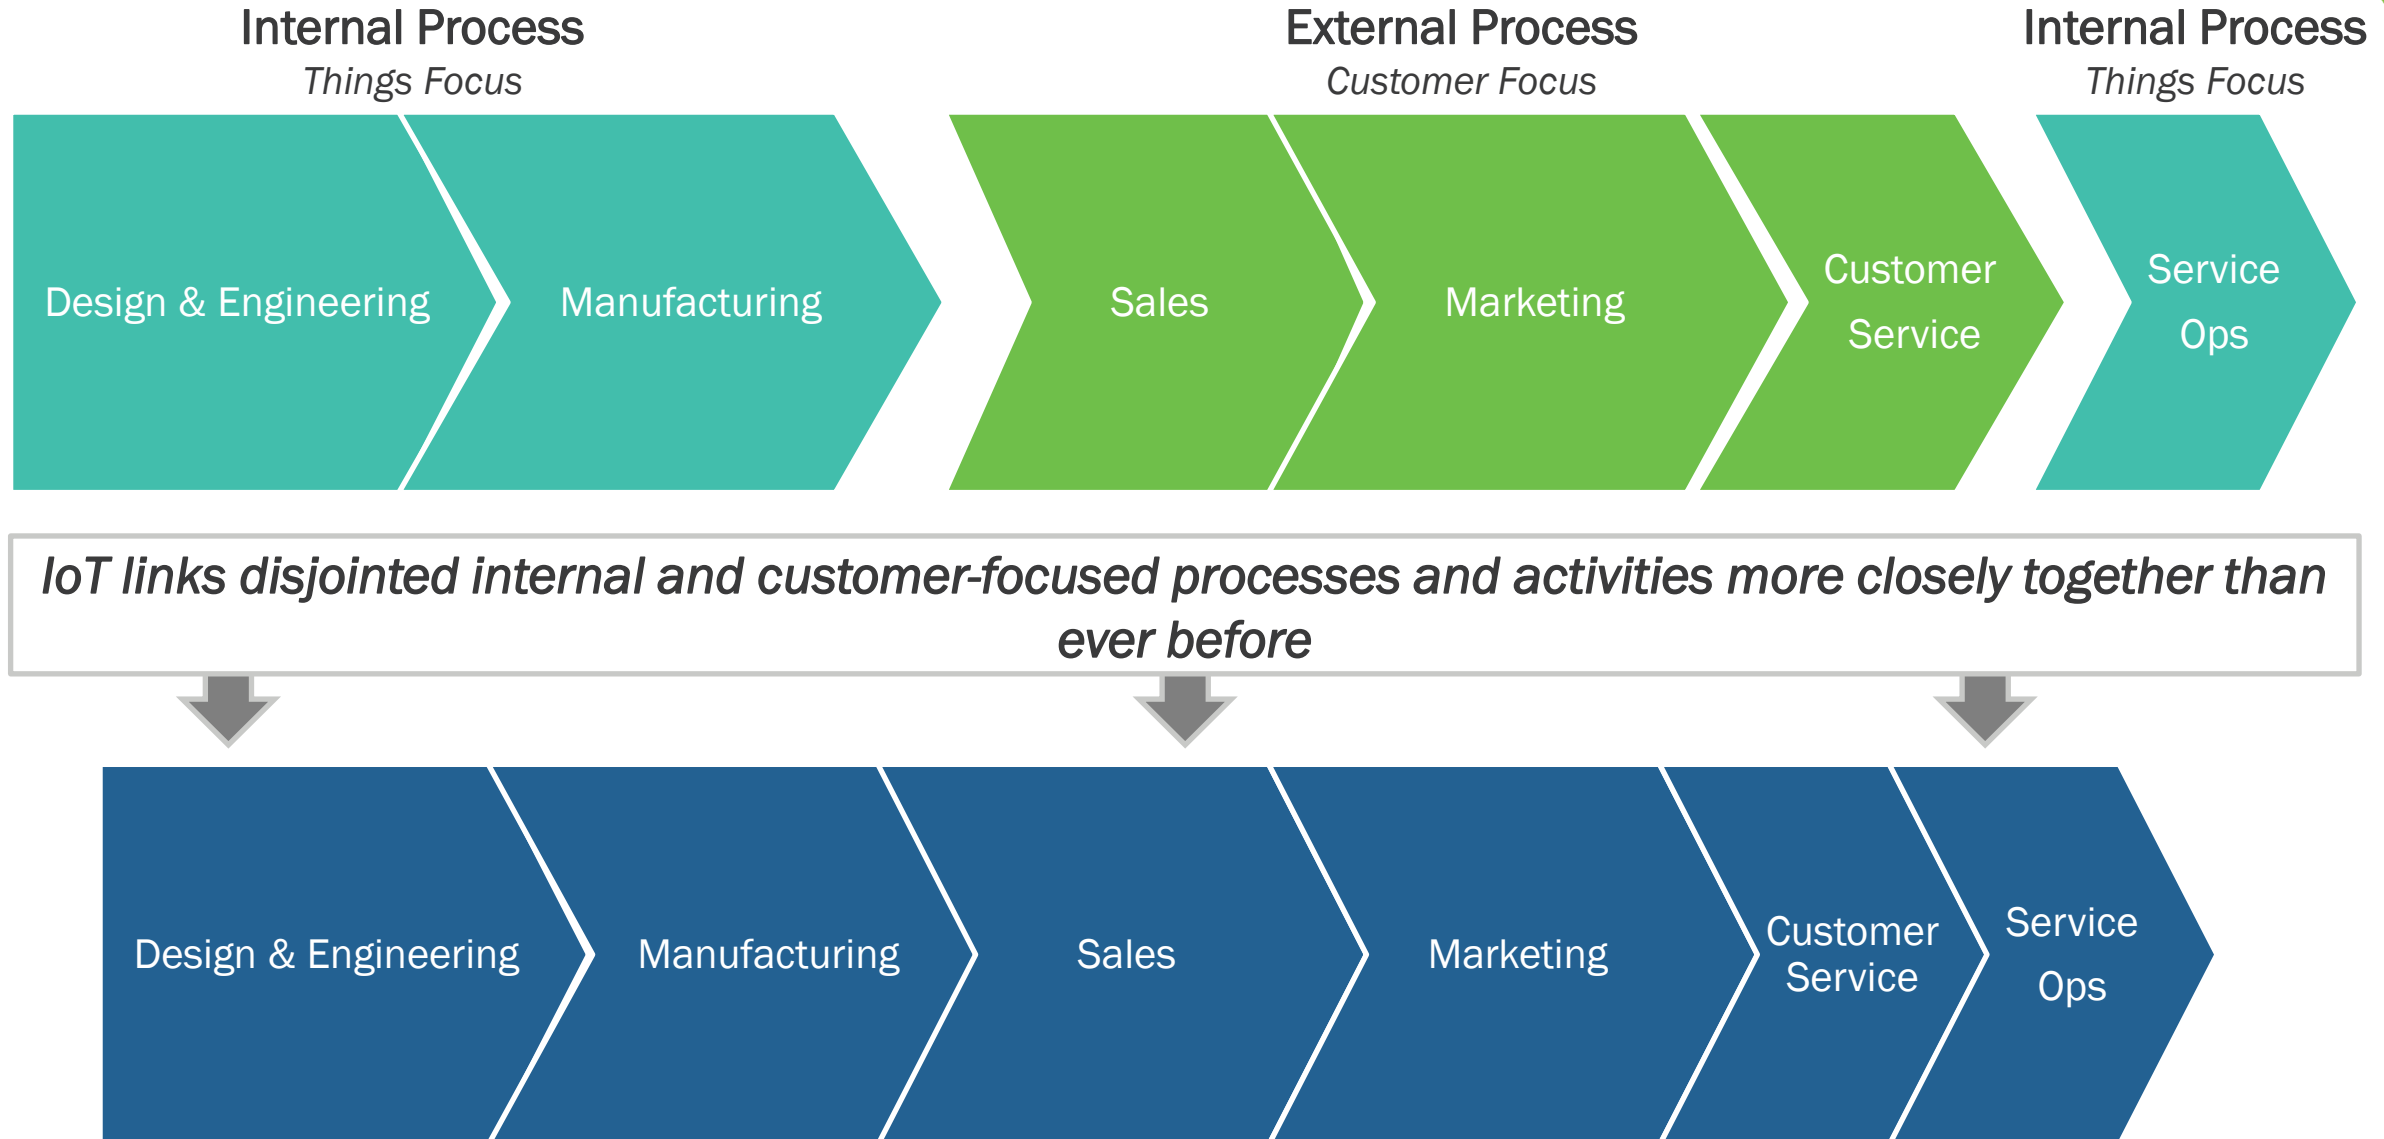 Internal Process
Things Focus
External Process
Customer Focus
Internal Process
Things Focus
Design & Engineering
Manufacturing
Sales
Marketing
Customer
Service
Service
Ops
IoT links disjointed internal and customer-focused processes and activities more closely together than
ever before
Design & Engineering
Manufacturing
Sales
Marketing
Customer
Service
Service
Ops